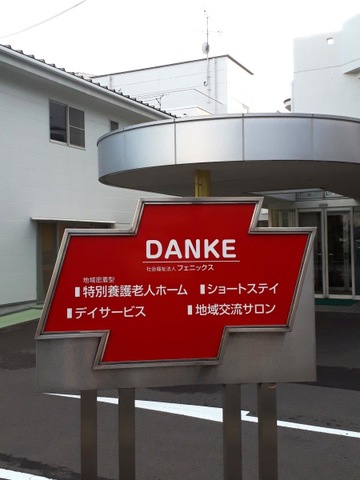 DANKE
社会福祉法人フェニックス
地域密着型
特別養護老人ホーム ショートステイ
デイサービス 地域交流サロン